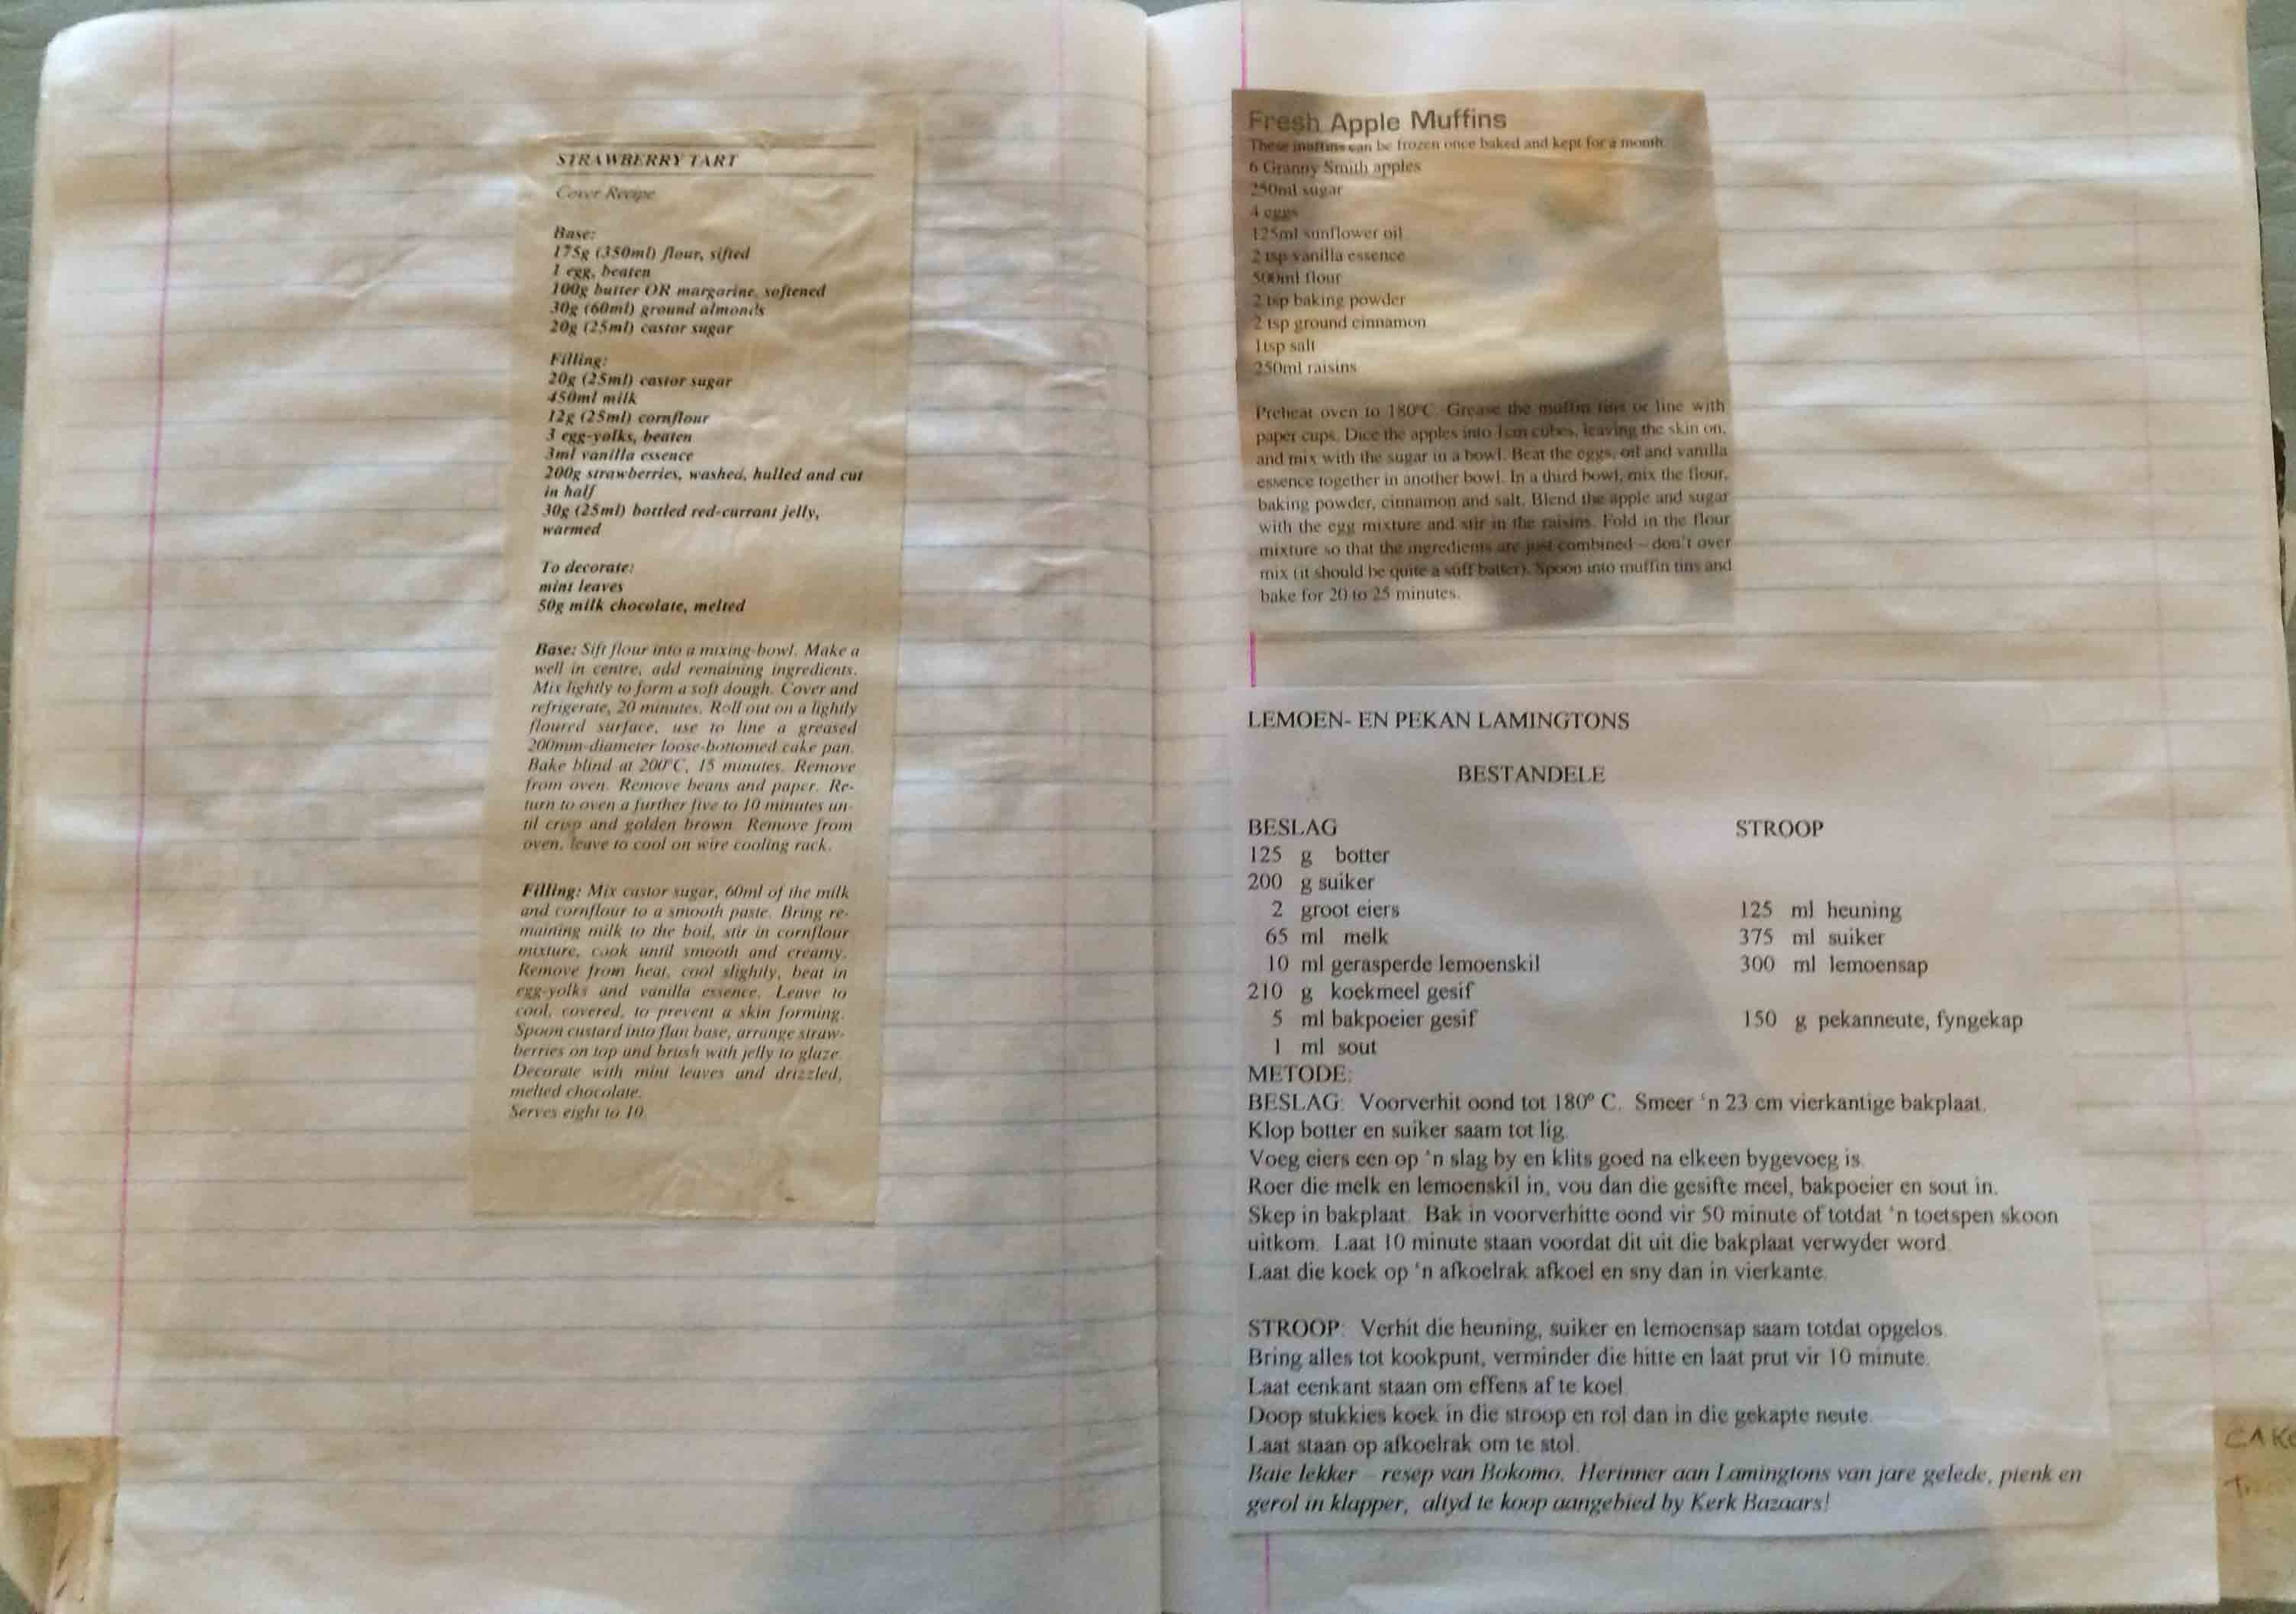 STRAWBERRY TART
Cover Recipe
Base:
175g (350ml) flour, sifted
1 egg, beaten
100g butter OR margarine, softened
30g (60ml) ground almonds
20g (25ml) castor sugar
Filling:
20g (25ml) castor sugar
450ml milk
12g (25ml) cornflour
3 egg-yolks, beaten
3ml vanilla essence
200g strawberries, washed, hulled and cut
in half
30g (25ml) bottled red-currant jelly,
warmed
To decorate:
mint leaves
50g milk chocolate, melted
Base: Sift flour into a mixing-bowl. Make a
well in centre, add remaining ingredients.
Mix lightly to form a soft dough. Cover and
refrigerate, 20 minutes. Roll out on a lightly
floured surface, use to line a greased
200mm-diameter loose-bottomed cake pan.
Bake blind at 200°C, 15 minutes. Remove
from oven. Remove beans and paper. Re-
turn to oven a further five to 10 minutes un-
til crisp and golden brown. Remove from
oven, leave to cool on wire cooling rack.
Filling: Mix castor sugar, 60ml of the milk
and cornflour to a smooth paste. Bring re-
maining milk to the boil, stir in cornflour
mixture, cook until smooth and creamy.
Remove from heat, cool slightly, beat in
egg-yolks and vanilla essence. Leave to
cool, covered, to prevent a skin forming.
Spoon custard into flan base, arrange straw-
berries on top and brush with jelly to glaze.
Decorate with mint leaves and drizzled,
melted chocolate.
Serves eight to 10.
Fresh Apple Muffins
These muffins can be frozen once baked and kept for a month.
6 Granny Smith apples
250ml sugar
4 eggs
125ml sunflower oil
2 tsp vanilla essence
500ml flour
2 tsp baking powder
2 tsp ground cinnamon
1tsp salt
250ml raisins
Preheat oven to 180°C. Grease the muffin tins or line with
paper cups. Dice the apples into 1cm cubes, leaving the skin on,
and mix with the sugar in a bowl. Beat the eggs, oil and vanilla
essence together in another bowl. In a third bowl, mix the flour,
baking powder, cinnamon and salt. Blend the apple and sugar
with the egg mixture and stir in the raisins. Fold in the flour
mixture so that the ingredients are just combined – don't over
mix (it should be quite a stiff batter). Spoon into muffin tins and
bake for 20 to 25 minutes.
LEMOEN- EN PEKAN LAMINGTONS
BESTANDELE
BESLAG
125 g botter
200 g suiker
2 groot eiers
65 ml melk
10 ml gerasperde lemoenskil
210 g koekmeel gesif
5 ml bakpoeier gesif
1 ml sout
STROOP
125 ml heuning
375 ml suiker
300 ml lemoensap
150 g pekanneute, fyngekap
METODE:
BESLAG: Voorverhit oond tot 180° C. Smeer 'n 23 cm vierkantige bakplaat.
Klop botter en suiker saam tot lig.
Voeg eiers een op 'n slag by en klits goed na elkeen bygevoeg is.
Roer die melk en lemoenskil in, vou dan die gesifte meel, bakpoeier en sout in.
Skep in bakplaat. Bak in voorverhitte oond vir 50 minute of totdat 'n toetspen skoon
uitkom. Laat 10 minute staan voordat dit uit die bakplaat verwyder word.
Laat die koek op 'n afkoelrak afkoel en sny dan in vierkante.
STROOP: Verhit die heuning, suiker en lemoensap saam totdat opgelos.
Bring alles tot kookpunt, verminder die hitte en laat prut vir 10 minute.
Laat eenkant staan om effens af te koel.
Doop stukkies koek in die stroop en rol dan in die gekapte neute.
Laat staan op afkoelrak om te stol.
Baie lekker – resep van Bokomo. Herinner aan Lamingtons van jare gelede, pienk en
gerol in klapper, altyd te koop aangebied by Kerk Bazaars!